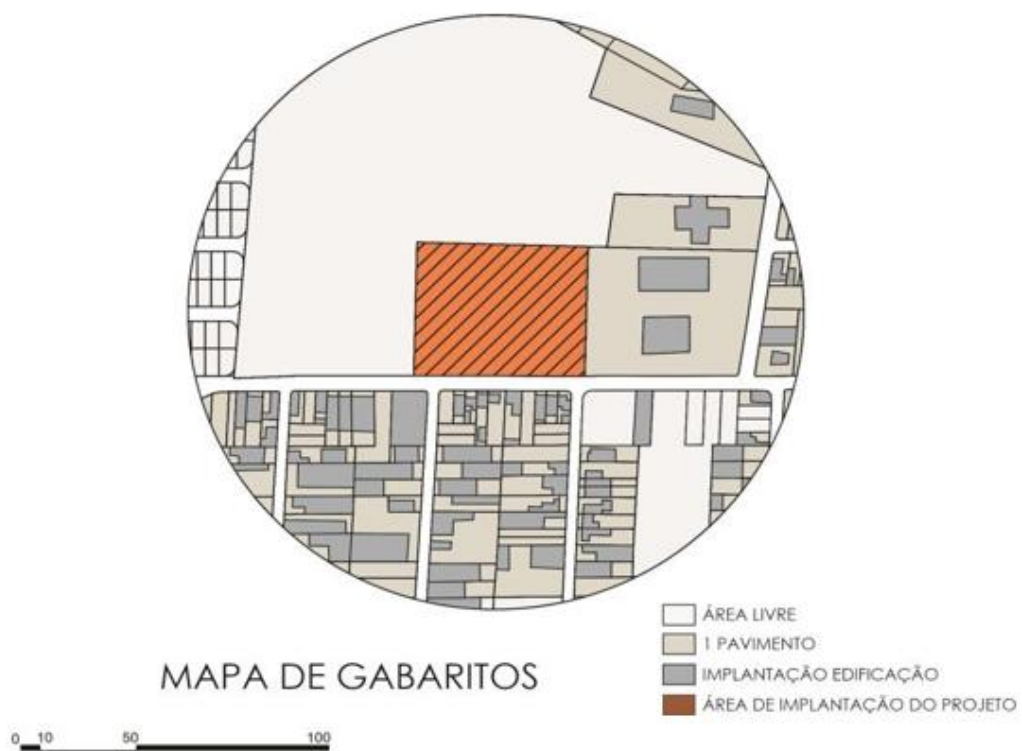 ÁREA LIVRE
1 PAVIMENTO
IMPLANTAÇÃO EDIFICAÇÃO
ÁREA DE IMPLANTAÇÃO DO PROJETO
MAPA DE GABARITOS
0 10 50 100